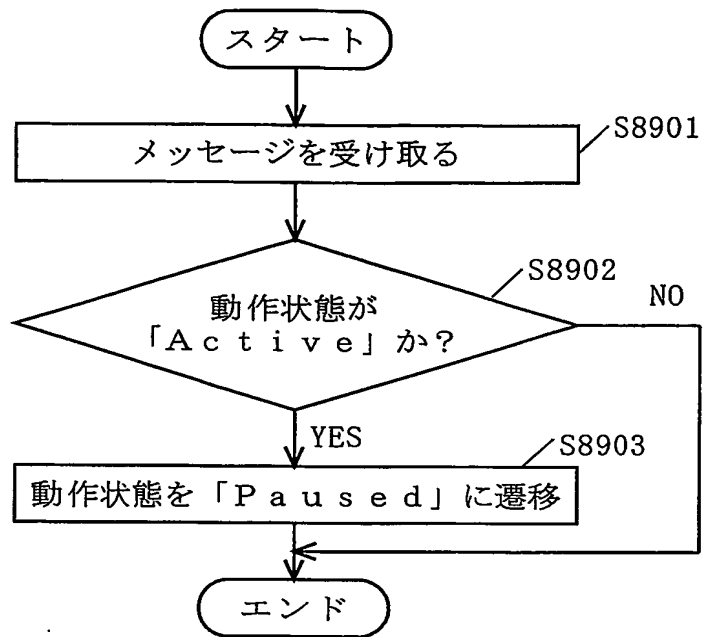 スタート
メッセージを受け取る
S8901
S8902
動作状態が
「Active」か?
NO
YES
S8903
動作状態を「Paused」に遷移
エンド